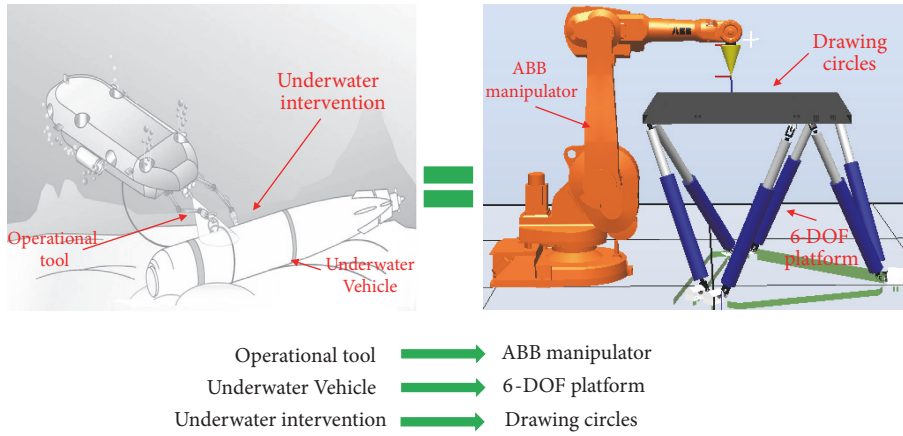 Underwater
intervention
Operational
tool
Underwater
Vehicle
ABB
manipulator
Drawing
circles
6-DOF
platform
Operational tool
ABB manipulator
Underwater Vehicle
6-DOF platform
Underwater intervention
Drawing circles